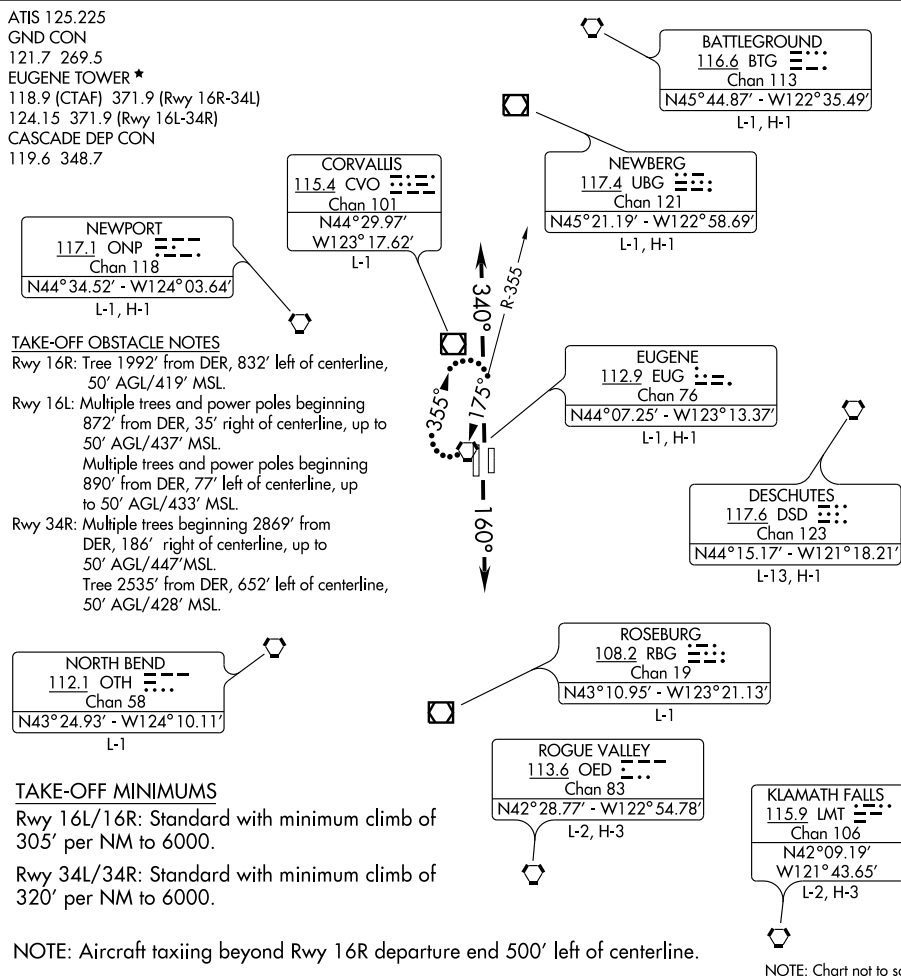 ATIS 125.225
GND CON
121.7 269.5
EUGENE TOWER ★
118.9 (CTAF) 371.9 (Rwy 16R-34L)
124.15 371.9 (Rwy 16L-34R)
CASCADE DEP CON
119.6 348.7
BATTLEGROUND
116.6 BTG
Chan 113
N45°44.87′ - W122°35.49′
L-1, H-1
NEWBERG
117.4 UBG
Chan 121
N45°21.19′ - W122°58.69′
L-1, H-1
CORVALLIS
115.4 CVO
Chan 101
N44°29.97′
W123°17.62′
L-1
NEWPORT
117.1 ONP
Chan 118
N44°34.52′ - W124°03.64′
L-1, H-1
340°
R-355
355°
175°
160°
TAKE-OFF OBSTACLE NOTES
Rwy 16R: Tree 1992′ from DER, 832′ left of centerline,
50′ AGL/419′ MSL.
Rwy 16L: Multiple trees and power poles beginning
872′ from DER, 35′ right of centerline, up to
50′ AGL/437′ MSL.
Multiple trees and power poles beginning
890′ from DER, 77′ left of centerline, up
to 50′ AGL/433′ MSL.
Rwy 34R: Multiple trees beginning 2869′ from
DER, 186′ right of centerline, up to
50′ AGL/447′MSL.
Tree 2535′ from DER, 652′ left of centerline,
50′ AGL/428′ MSL.
EUGENE
112.9 EUG
Chan 76
N44°07.25′ - W123°13.37′
L-1, H-1
DESCHUTES
117.6 DSD
Chan 123
N44°15.17′ - W121°18.21′
L-13, H-1
NORTH BEND
112.1 OTH
Chan 58
N43°24.93′ - W124°10.11′
L-1
ROSEBURG
108.2 RBG
Chan 19
N43°10.95′ - W123°21.13′
L-1
ROGUE VALLEY
113.6 OED
Chan 83
N42°28.77′ - W122°54.78′
L-2, H-3
KLAMATH FALLS
115.9 LMT
Chan 106
N42°09.19′
W121°43.65′
L-2, H-3
TAKE-OFF MINIMUMS
Rwy 16L/16R: Standard with minimum climb of
305′ per NM to 6000.
Rwy 34L/34R: Standard with minimum climb of
320′ per NM to 6000.
NOTE: Aircraft taxiing beyond Rwy 16R departure end 500′ left of centerline.
NOTE: Chart not to sc